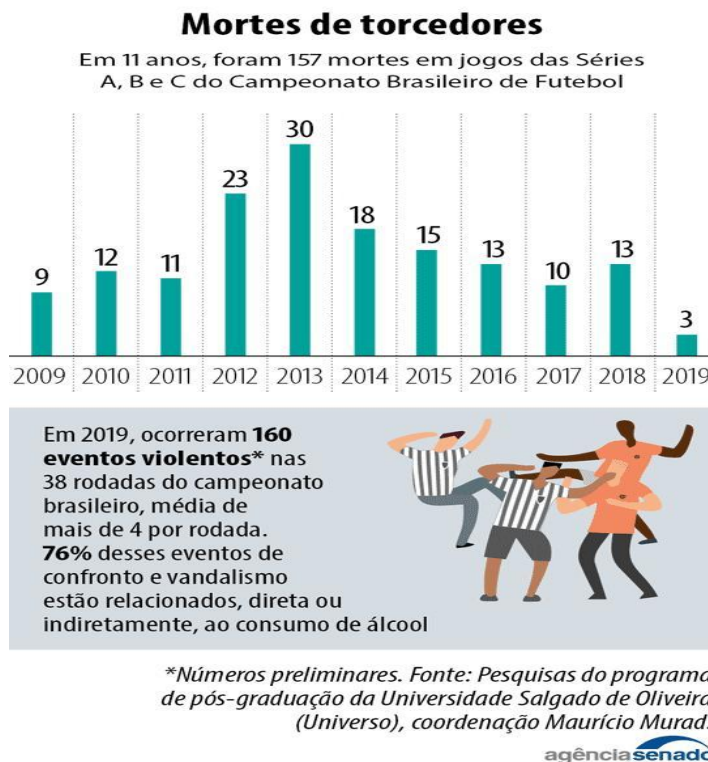 Mortes de torcedores
Em 11 anos, foram 157 mortes em jogos das Séries
A, B e C do Campeonato Brasileiro de Futebol
9
12
11
23
30
18
15
13
10
13
3
2009 2010 2011 2012 2013 2014 2015 2016 2017 2018 2019
Em 2019, ocorreram 160
eventos violentos* nas
38 rodadas do campeonato
brasileiro, média de
mais de 4 por rodada.
76% desses eventos de
confronto e vandalismo
estão relacionados, direta ou
indiretamente, ao consumo de álcool
*Números preliminares. Fonte: Pesquisas do programa
de pós-graduação da Universidade Salgado de Oliveira
(Universo), coordenação Maurício Murad.
agênciasenado